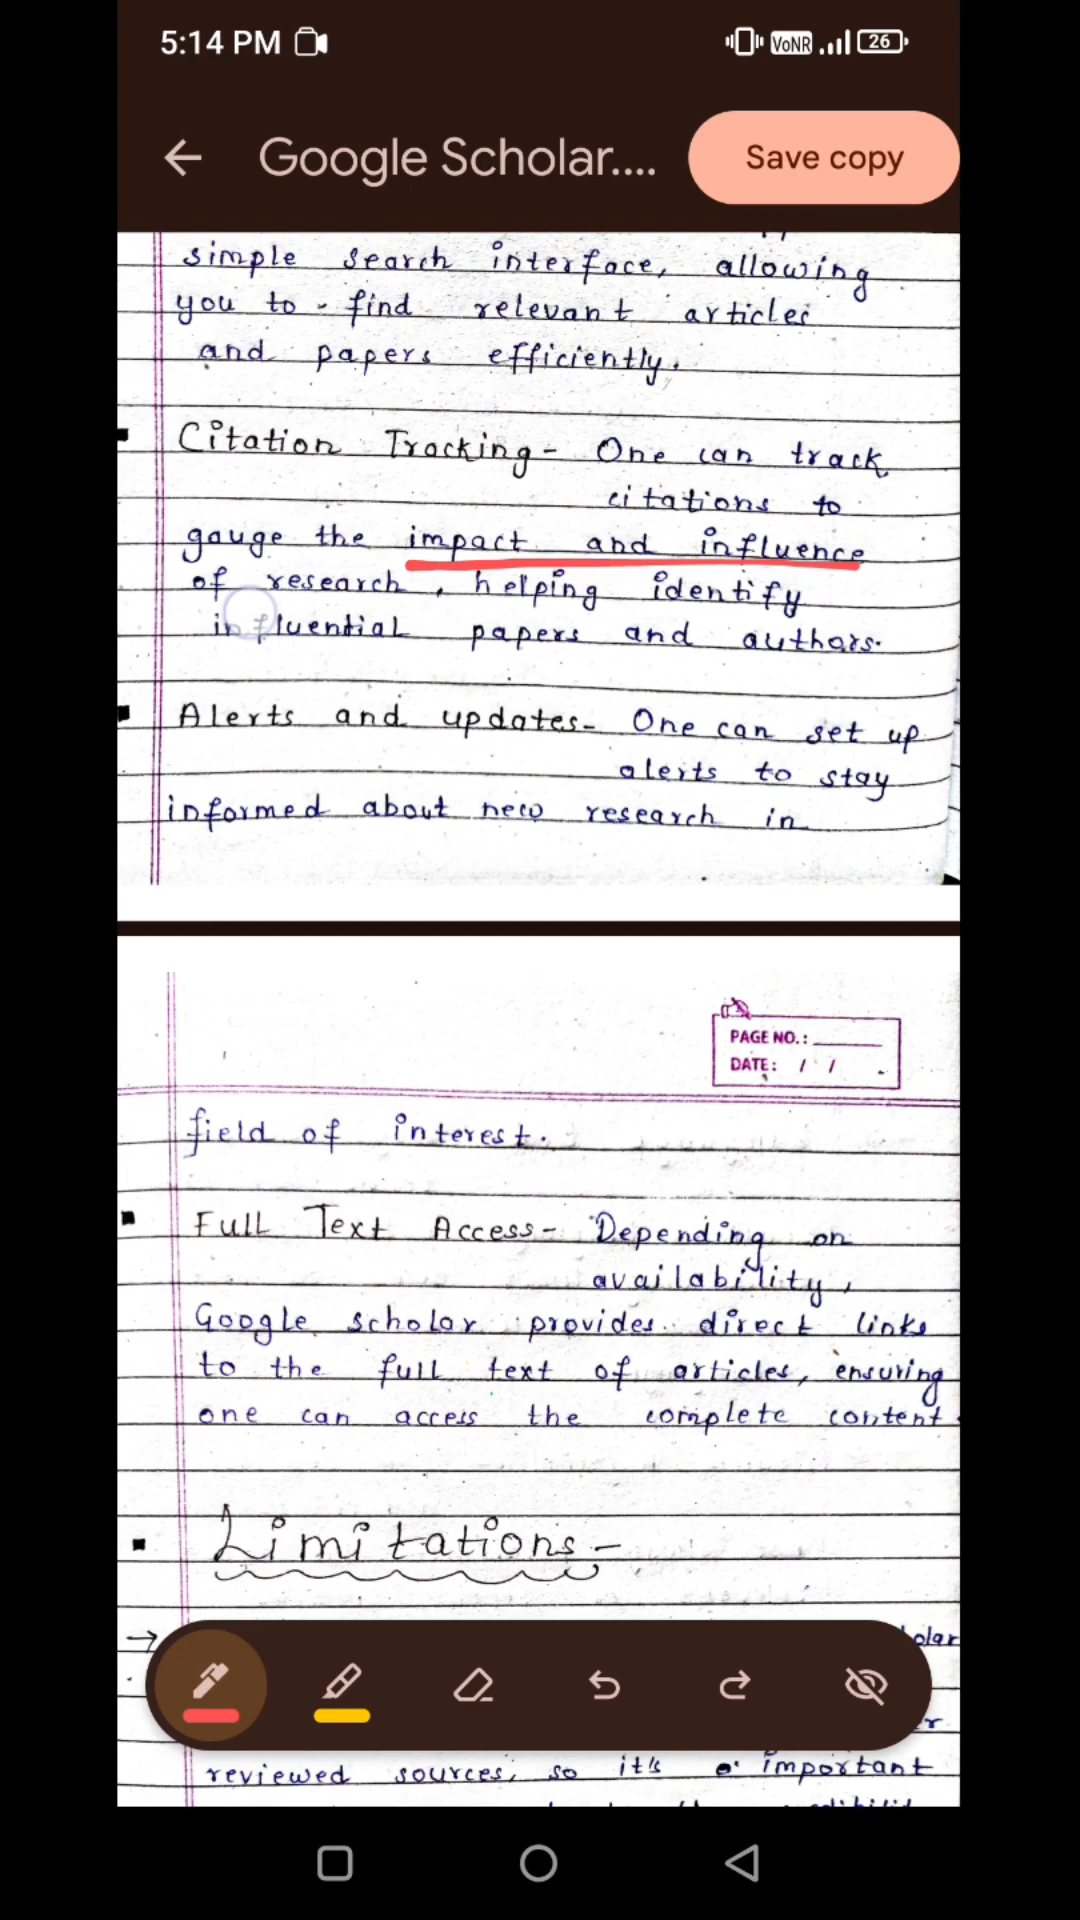 5:14 PM
VoNR
26
Google Scholar....
Save copy
simple search interface, allowing
you to - find relevant articles
and papers efficiently.
Citation Tracking- One can track
citations to
gauge the impact and influence
of research, helping identify
influential papers and authors.
Alerts and updates- One can set up
alerts to stay
informed about new research in
PAGE NO.:
DATE: / /
field of interest.
Full Text Access- Depending on
availability,
Google scholar provides direct links
to the full text of articles, ensuring
one can access the complete content.
Limitations-
→
reviewed sources, so it's important